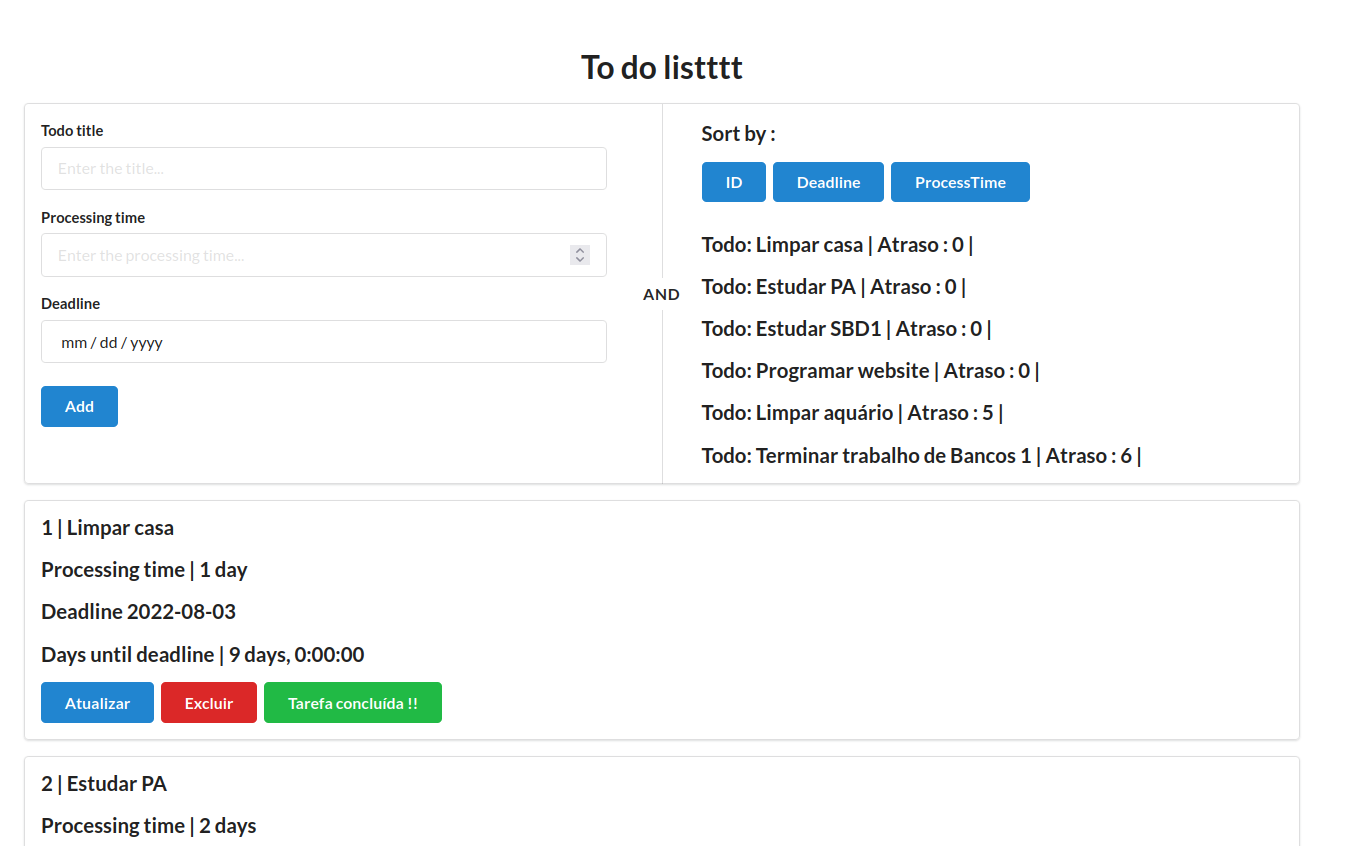 To do listttt
Todo title
Enter the title...
Processing time
Enter the processing time...
Deadline
mm / dd / yyyy
Add
AND
Sort by :
ID Deadline ProcessTime
Todo: Limpar casa | Atraso : 0 |
Todo: Estudar PA | Atraso : 0 |
Todo: Estudar SBD1 | Atraso : 0 |
Todo: Programar website | Atraso : 0 |
Todo: Limpar aquário | Atraso : 5 |
Todo: Terminar trabalho de Bancos 1 | Atraso : 6 |
1 | Limpar casa
Processing time | 1 day
Deadline 2022-08-03
Days until deadline | 9 days, 0:00:00
Atualizar Excluir Tarefa concluída !!
2 | Estudar PA
Processing time | 2 days